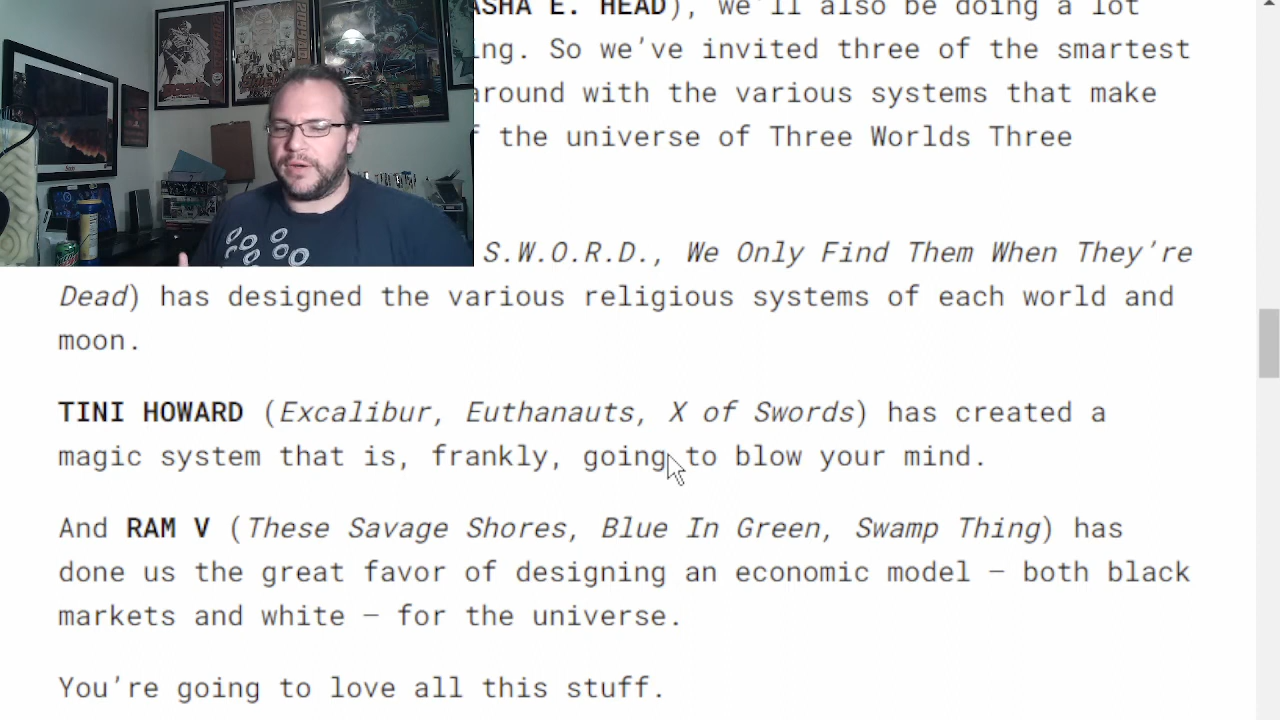 ASHA E. HEAD), we'll also be doing a lot
ing. So we've invited three of the smartest
around with the various systems that make
f the universe of Three Worlds Three
S.W.O.R.D., We Only Find Them When They're
Dead) has designed the various religious systems of each world and
moon.
TINI HOWARD (Excalibur, Euthanauts, X of Swords) has created a
magic system that is, frankly, going to blow your mind.
And RAM V (These Savage Shores, Blue In Green, Swamp Thing) has
done us the great favor of designing an economic model – both black
markets and white – for the universe.
You're going to love all this stuff.